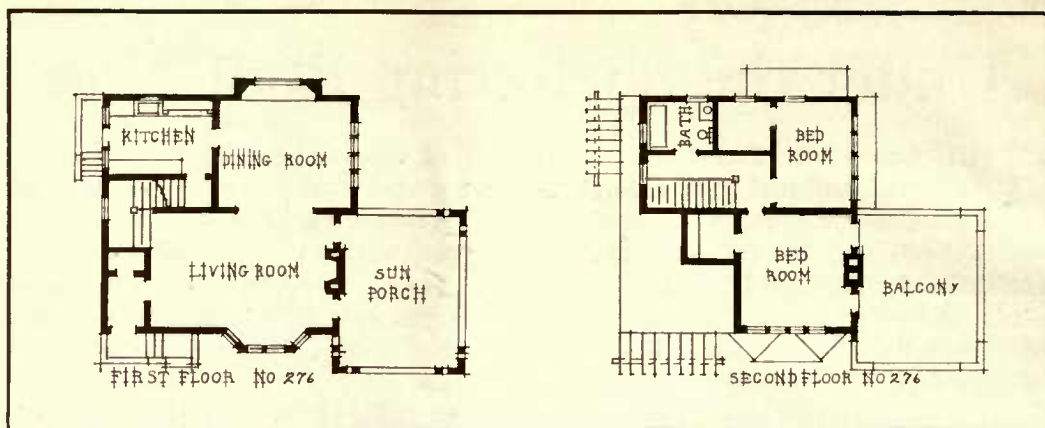 KITCHEN
DINING ROOM
LIVING ROOM
SUN
PORCH
FIRST FLOOR NO 276
BATH
BED
ROOM
BED
ROOM
BALCONY
SECOND FLOOR NO 276